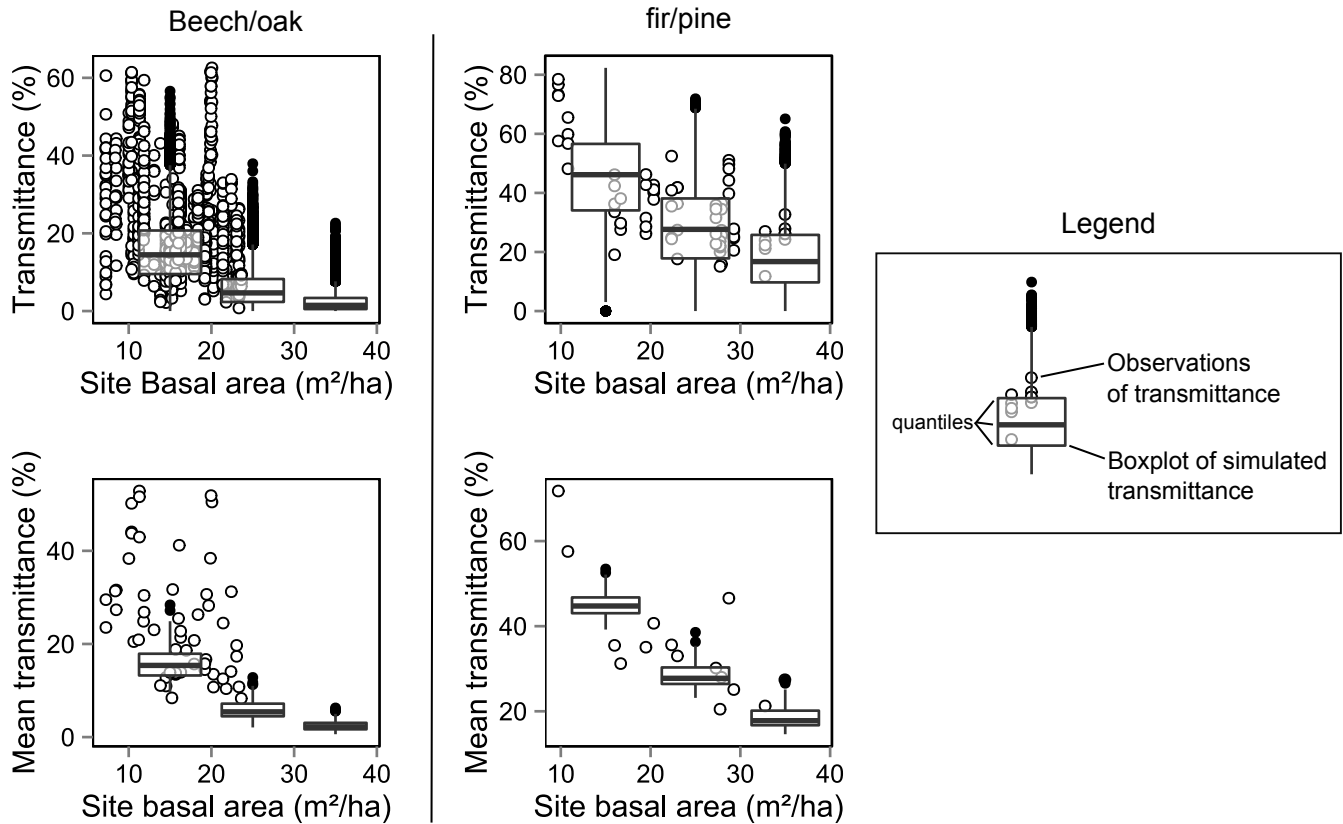 Beech/oak
fir/pine
Transmittance (%)
60
40
20
0
10 20 30 40
Site Basal area (m²/ha)
Transmittance (%)
80
60
40
20
0
10 20 30 40
Site basal area (m²/ha)
Mean transmittance (%)
40
20
0
10 20 30 40
Site basal area (m²/ha)
Mean transmittance (%)
60
40
20
10 20 30 40
Site basal area (m²/ha)
Legend
Observations
of transmittance
quantiles
Boxplot of simulated
transmittance